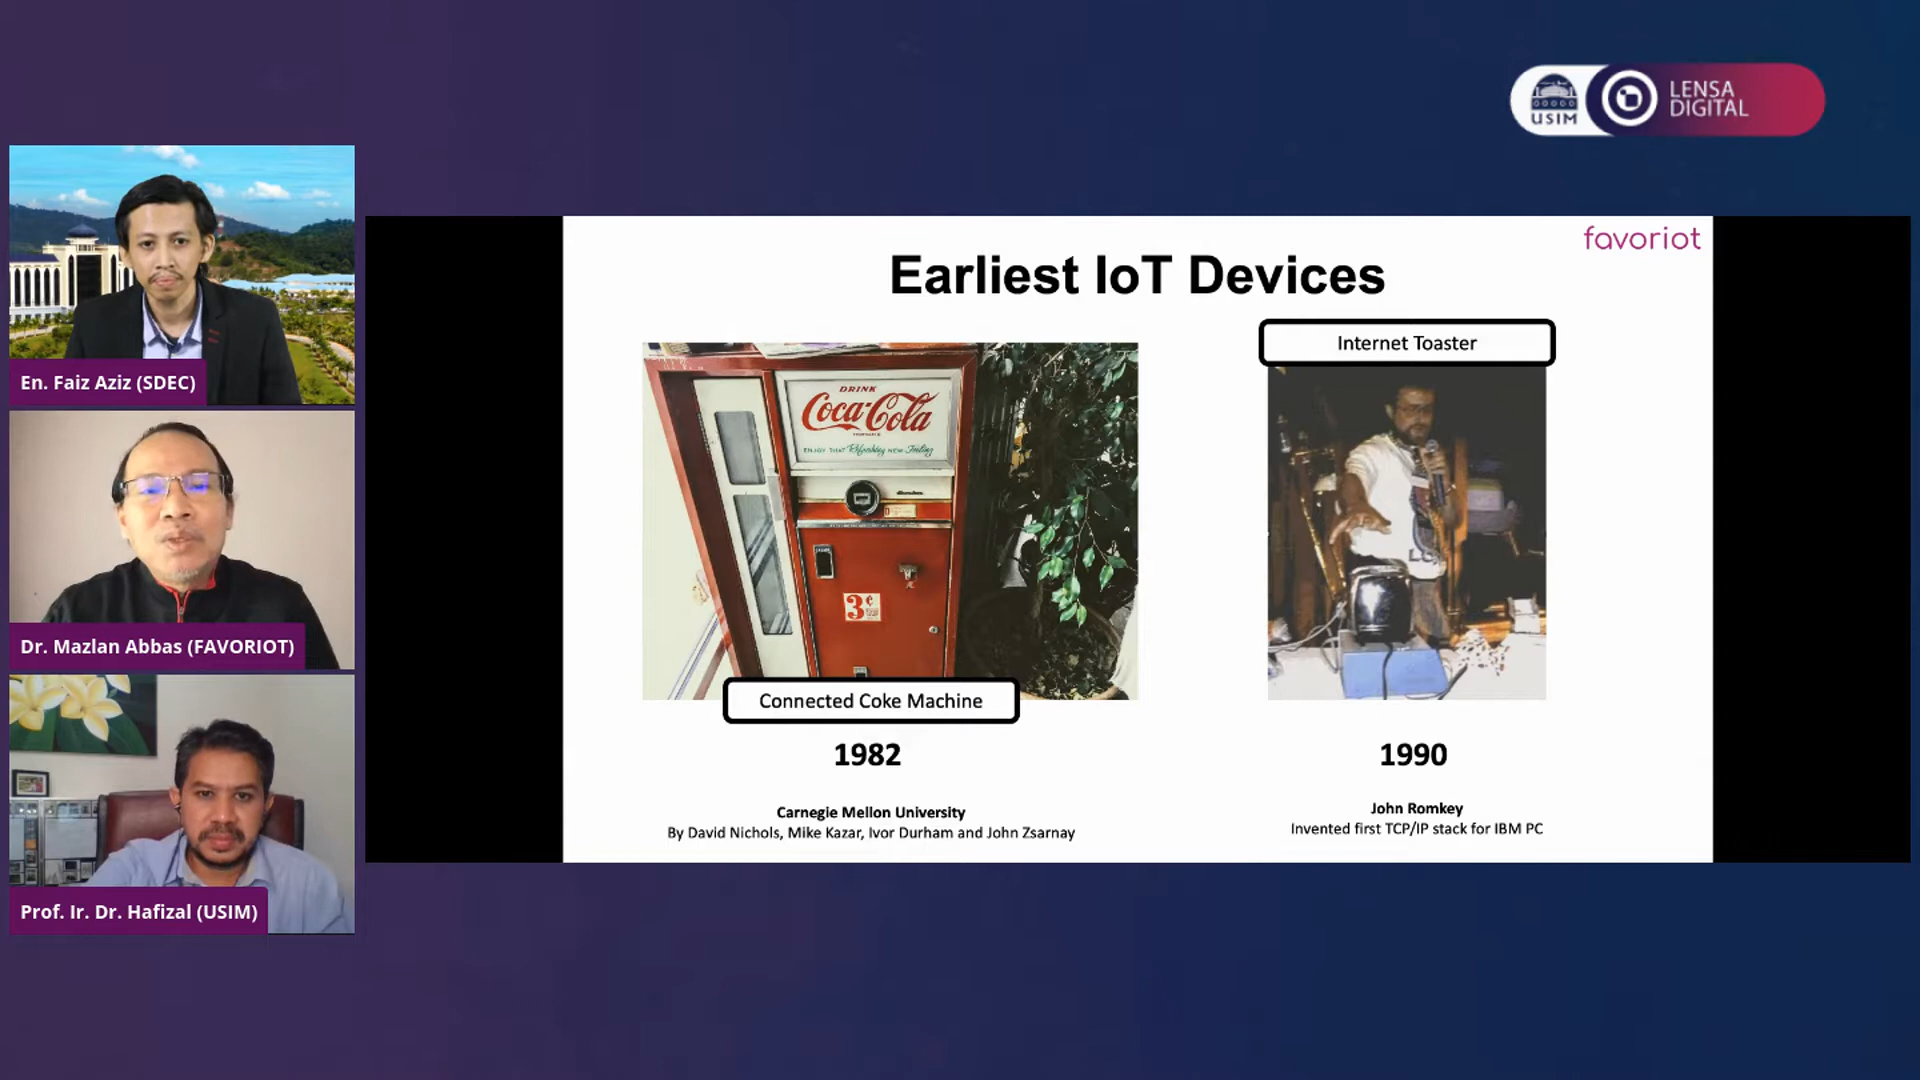 USIM
LENSA
DIGITAL
En. Faiz Aziz (SDEC)
Dr. Mazlan Abbas (FAVORIOT)
Prof. Ir. Dr. Hafizal (USIM)
favoriot
Earliest IoT Devices
DRINK
Coca-Cola
ENJOY THAT Refreshing NEW Feeling
3¢
Connected Coke Machine
1982
Carnegie Mellon University
By David Nichols, Mike Kazar, Ivor Durham and John Zsarnay
Internet Toaster
1990
John Romkey
Invented first TCP/IP stack for IBM PC